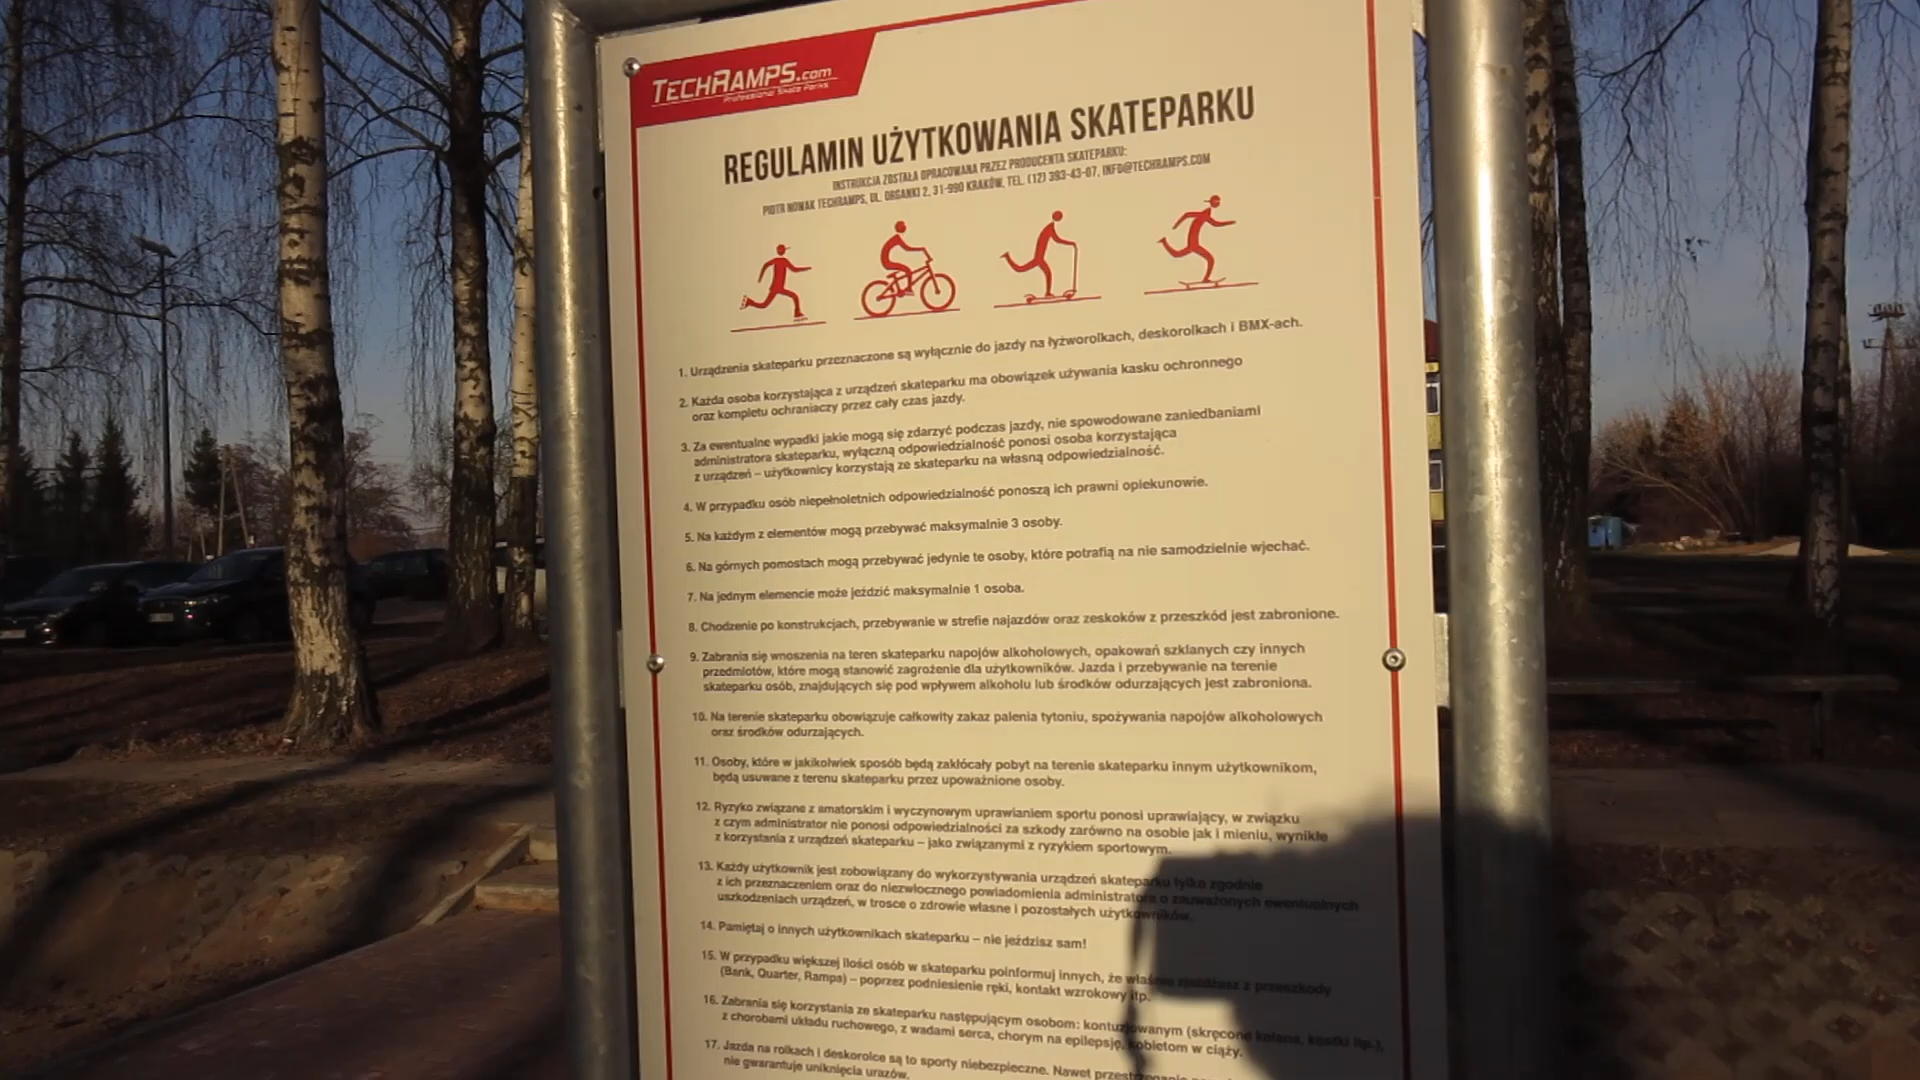 TECHRAMPS.com
Professional Skate Parks
REGULAMIN UŻYTKOWANIA SKATEPARKU
INSTRUKCJA ZOSTAŁA OPRACOWANA PRZEZ PRODUCENTA SKATEPARKU:
PIOTR NOWAK TECHRAMPS, UL. ORGANKI 2, 31-990 KRAKÓW, TEL. (12) 393-43-07, INFO@TECHRAMPS.COM
1. Urządzenia skateparku przeznaczone są wyłącznie do jazdy na łyżworolkach, deskorolkach i BMX-ach.
2. Każda osoba korzystająca z urządzeń skateparku ma obowiązek używania kasku ochronnego
oraz kompletu ochraniaczy przez cały czas jazdy.
3. Za ewentualne wypadki jakie mogą się zdarzyć podczas jazdy, nie spowodowane zaniedbaniami
administratora skateparku, wyłączną odpowiedzialność ponosi osoba korzystająca
z urządzeń – użytkownicy korzystają ze skateparku na własną odpowiedzialność.
4. W przypadku osób niepełnoletnich odpowiedzialność ponoszą ich prawni opiekunowie.
5. Na każdym z elementów mogą przebywać maksymalnie 3 osoby.
6. Na górnych pomostach mogą przebywać jedynie te osoby, które potrafią na nie samodzielnie wjechać.
7. Na jednym elemencie może jeździć maksymalnie 1 osoba.
8. Chodzenie po konstrukcjach, przebywanie w strefie najazdów oraz zeskoków z przeszkód jest zabronione.
9. Zabrania się wnoszenia na teren skateparku napojów alkoholowych, opakowań szklanych czy innych
przedmiotów, które mogą stanowić zagrożenie dla użytkowników. Jazda i przebywanie na terenie
skateparku osób, znajdujących się pod wpływem alkoholu lub środków odurzających jest zabroniona.
10. Na terenie skateparku obowiązuje całkowity zakaz palenia tytoniu, spożywania napojów alkoholowych
oraz środków odurzających.
11. Osoby, które w jakikolwiek sposób będą zakłócały pobyt na terenie skateparku innym użytkownikom,
będą usuwane z terenu skateparku przez upoważnione osoby.
12. Ryzyko związane z amatorskim i wyczynowym uprawianiem sportu ponosi uprawiający, w związku
z czym administrator nie ponosi odpowiedzialności za szkody zarówno na osobie jak i mieniu, wynikłe
z korzystania z urządzeń skateparku – jako związanymi z ryzykiem sportowym.
13. Każdy użytkownik jest zobowiązany do wykorzystywania urządzeń skateparku tylko zgodnie
z ich przeznaczeniem oraz do niezwłocznego powiadomienia administratora o zauważonych ewentualnych
uszkodzeniach urządzeń, w trosce o zdrowie własne i pozostałych użytkowników.
14. Pamiętaj o innych użytkownikach skateparku – nie jeździsz sam!
15. W przypadku większej ilości osób w skateparku poinformuj innych, że właśnie zjeżdżasz z przeszkody
(Bank, Quarter, Rampa) – poprzez podniesienie ręki, kontakt wzrokowy itp.
16. Zabrania się korzystania ze skateparku następującym osobom: kontuzjowanym (skręcone kolana, kostki itp.),
z chorobami układu ruchowego, z wadami serca, chorym na epilepsję, kobietom w ciąży.
17. Jazda na rolkach i deskorolce są to sporty niebezpieczne. Nawet
nie gwarantuje uniknięcia urazów.